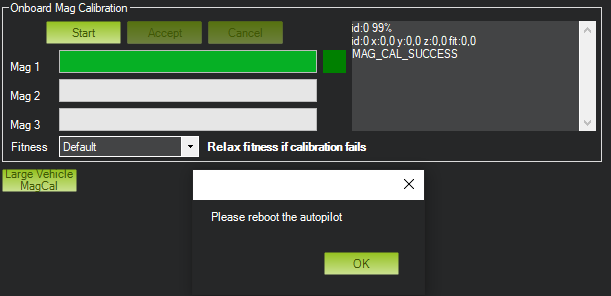 Onboard Mag Calibration
Start
Accept
Cancel
id:0 99%
id:0 x:0,0 y:0,0 z:0,0 fit:0,0
MAG_CAL_SUCCESS
Mag 1
Mag 2
Mag 3
Fitness
Default
Relax fitness if calibration fails
Large Vehicle
MagCal
Please reboot the autopilot
OK